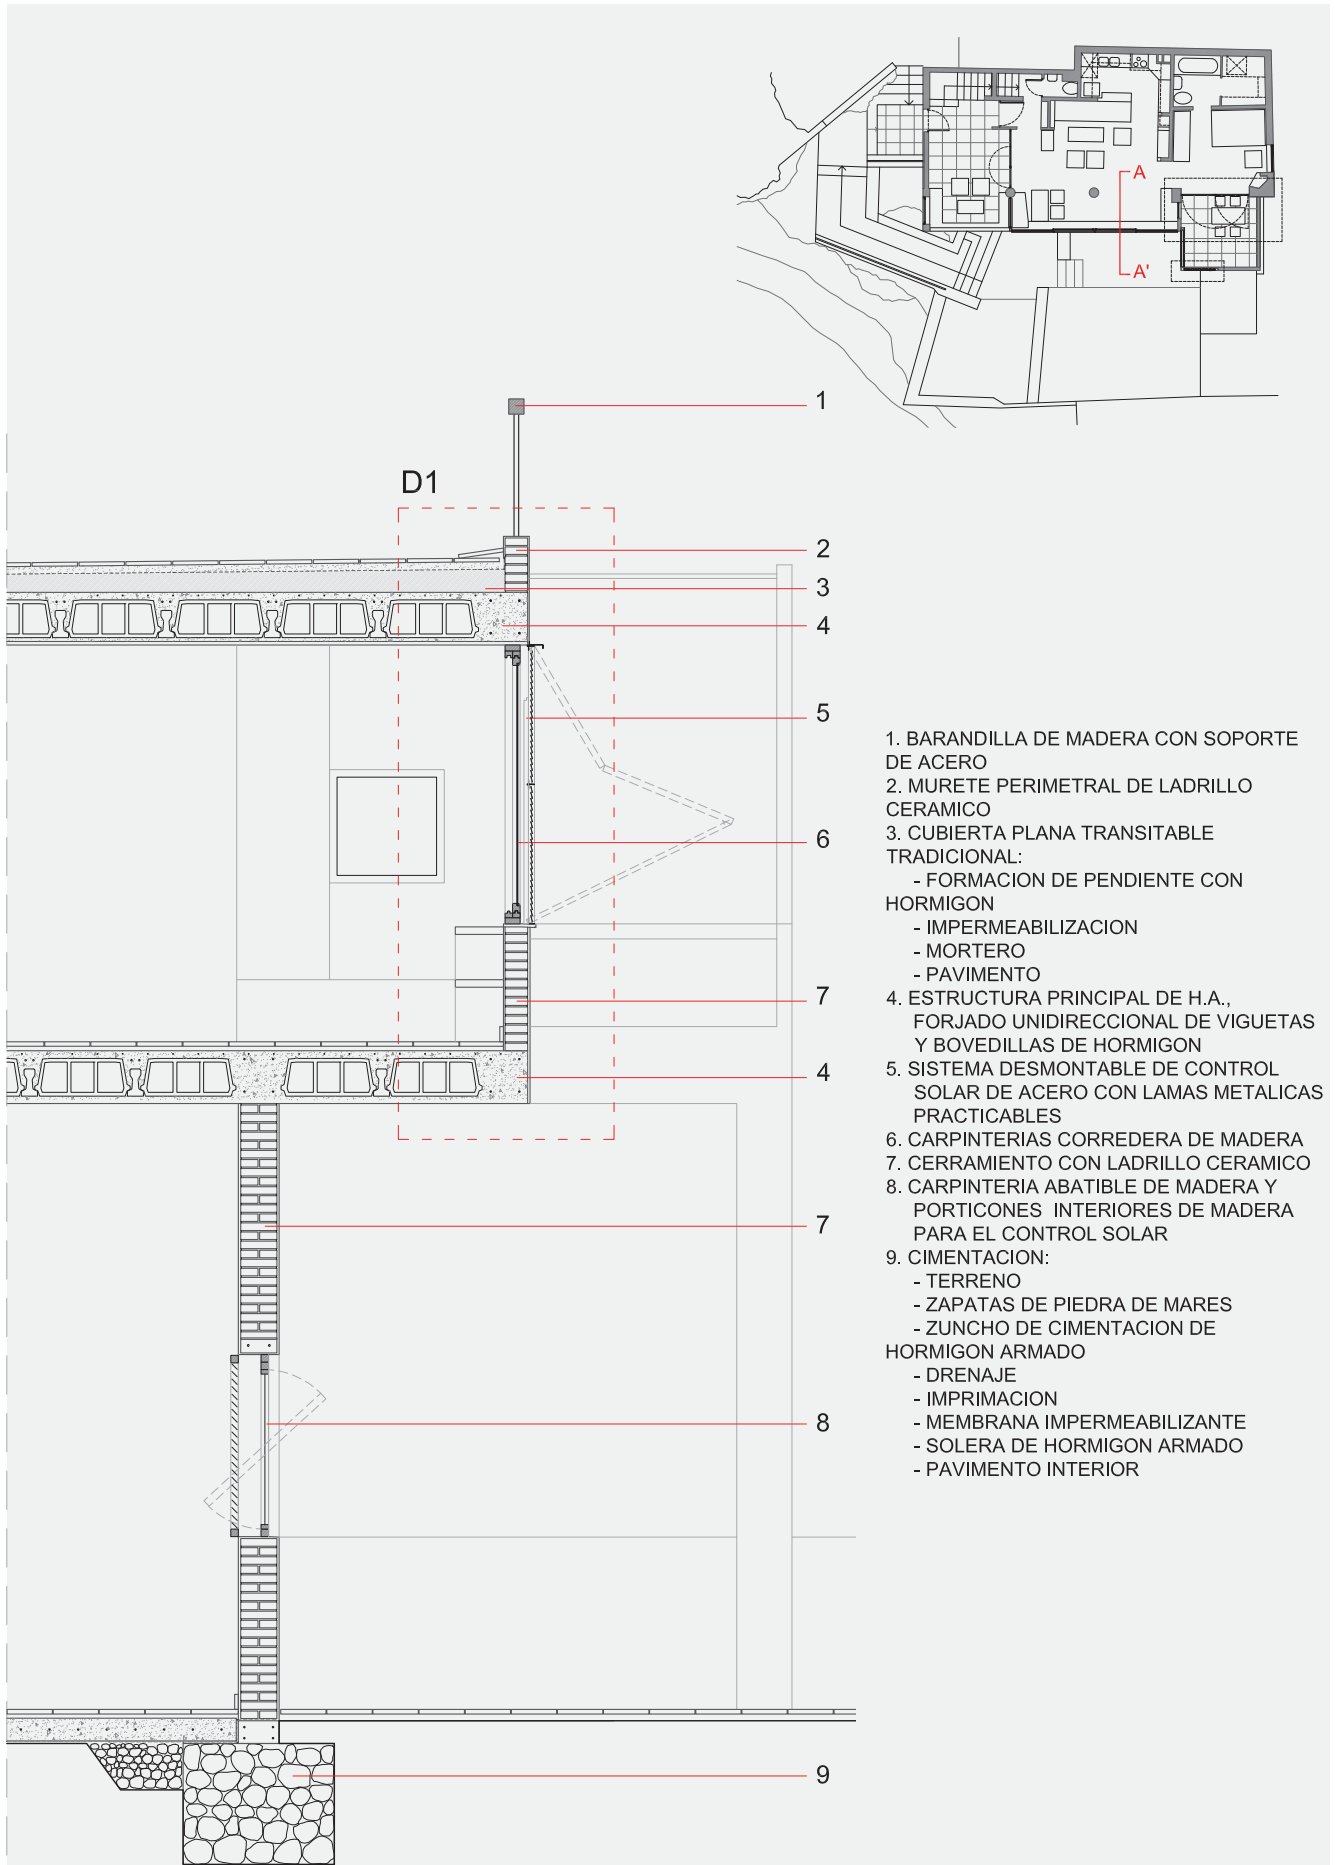 A
A'
1
D1
2
3
4
5
6
7
4
7
8
9
1. BARANDILLA DE MADERA CON SOPORTE
DE ACERO
2. MURETE PERIMETRAL DE LADRILLO
CERAMICO
3. CUBIERTA PLANA TRANSITABLE
TRADICIONAL:
- FORMACION DE PENDIENTE CON
HORMIGON
- IMPERMEABILIZACION
- MORTERO
- PAVIMENTO
4. ESTRUCTURA PRINCIPAL DE H.A.,
FORJADO UNIDIRECCIONAL DE VIGUETAS
Y BOVEDILLAS DE HORMIGON
5. SISTEMA DESMONTABLE DE CONTROL
SOLAR DE ACERO CON LAMAS METALICAS
PRACTICABLES
6. CARPINTERIAS CORREDERA DE MADERA
7. CERRAMIENTO CON LADRILLO CERAMICO
8. CARPINTERIA ABATIBLE DE MADERA Y
PORTICONES INTERIORES DE MADERA
PARA EL CONTROL SOLAR
9. CIMENTACION:
- TERRENO
- ZAPATAS DE PIEDRA DE MARES
- ZUNCHO DE CIMENTACION DE
HORMIGON ARMADO
- DRENAJE
- IMPRIMACION
- MEMBRANA IMPERMEABILIZANTE
- SOLERA DE HORMIGON ARMADO
- PAVIMENTO INTERIOR